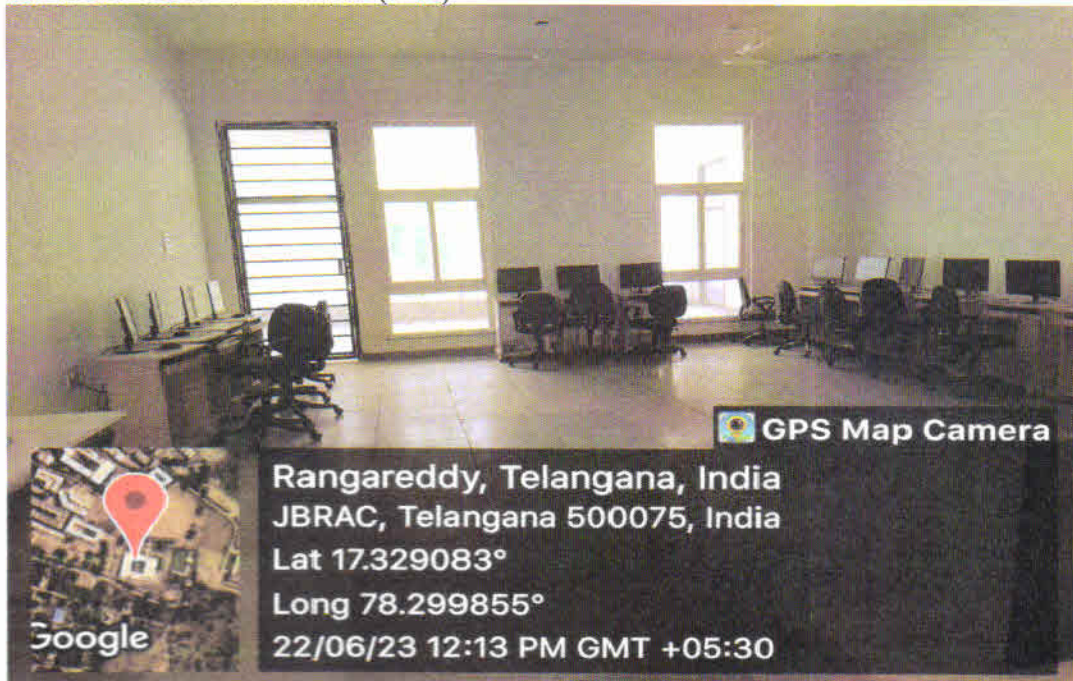 GPS Map Camera
Rangareddy, Telangana, India
JBRAC, Telangana 500075, India
Lat 17.329083°
Long 78.299855°
22/06/23 12:13 PM GMT +05:30
Google